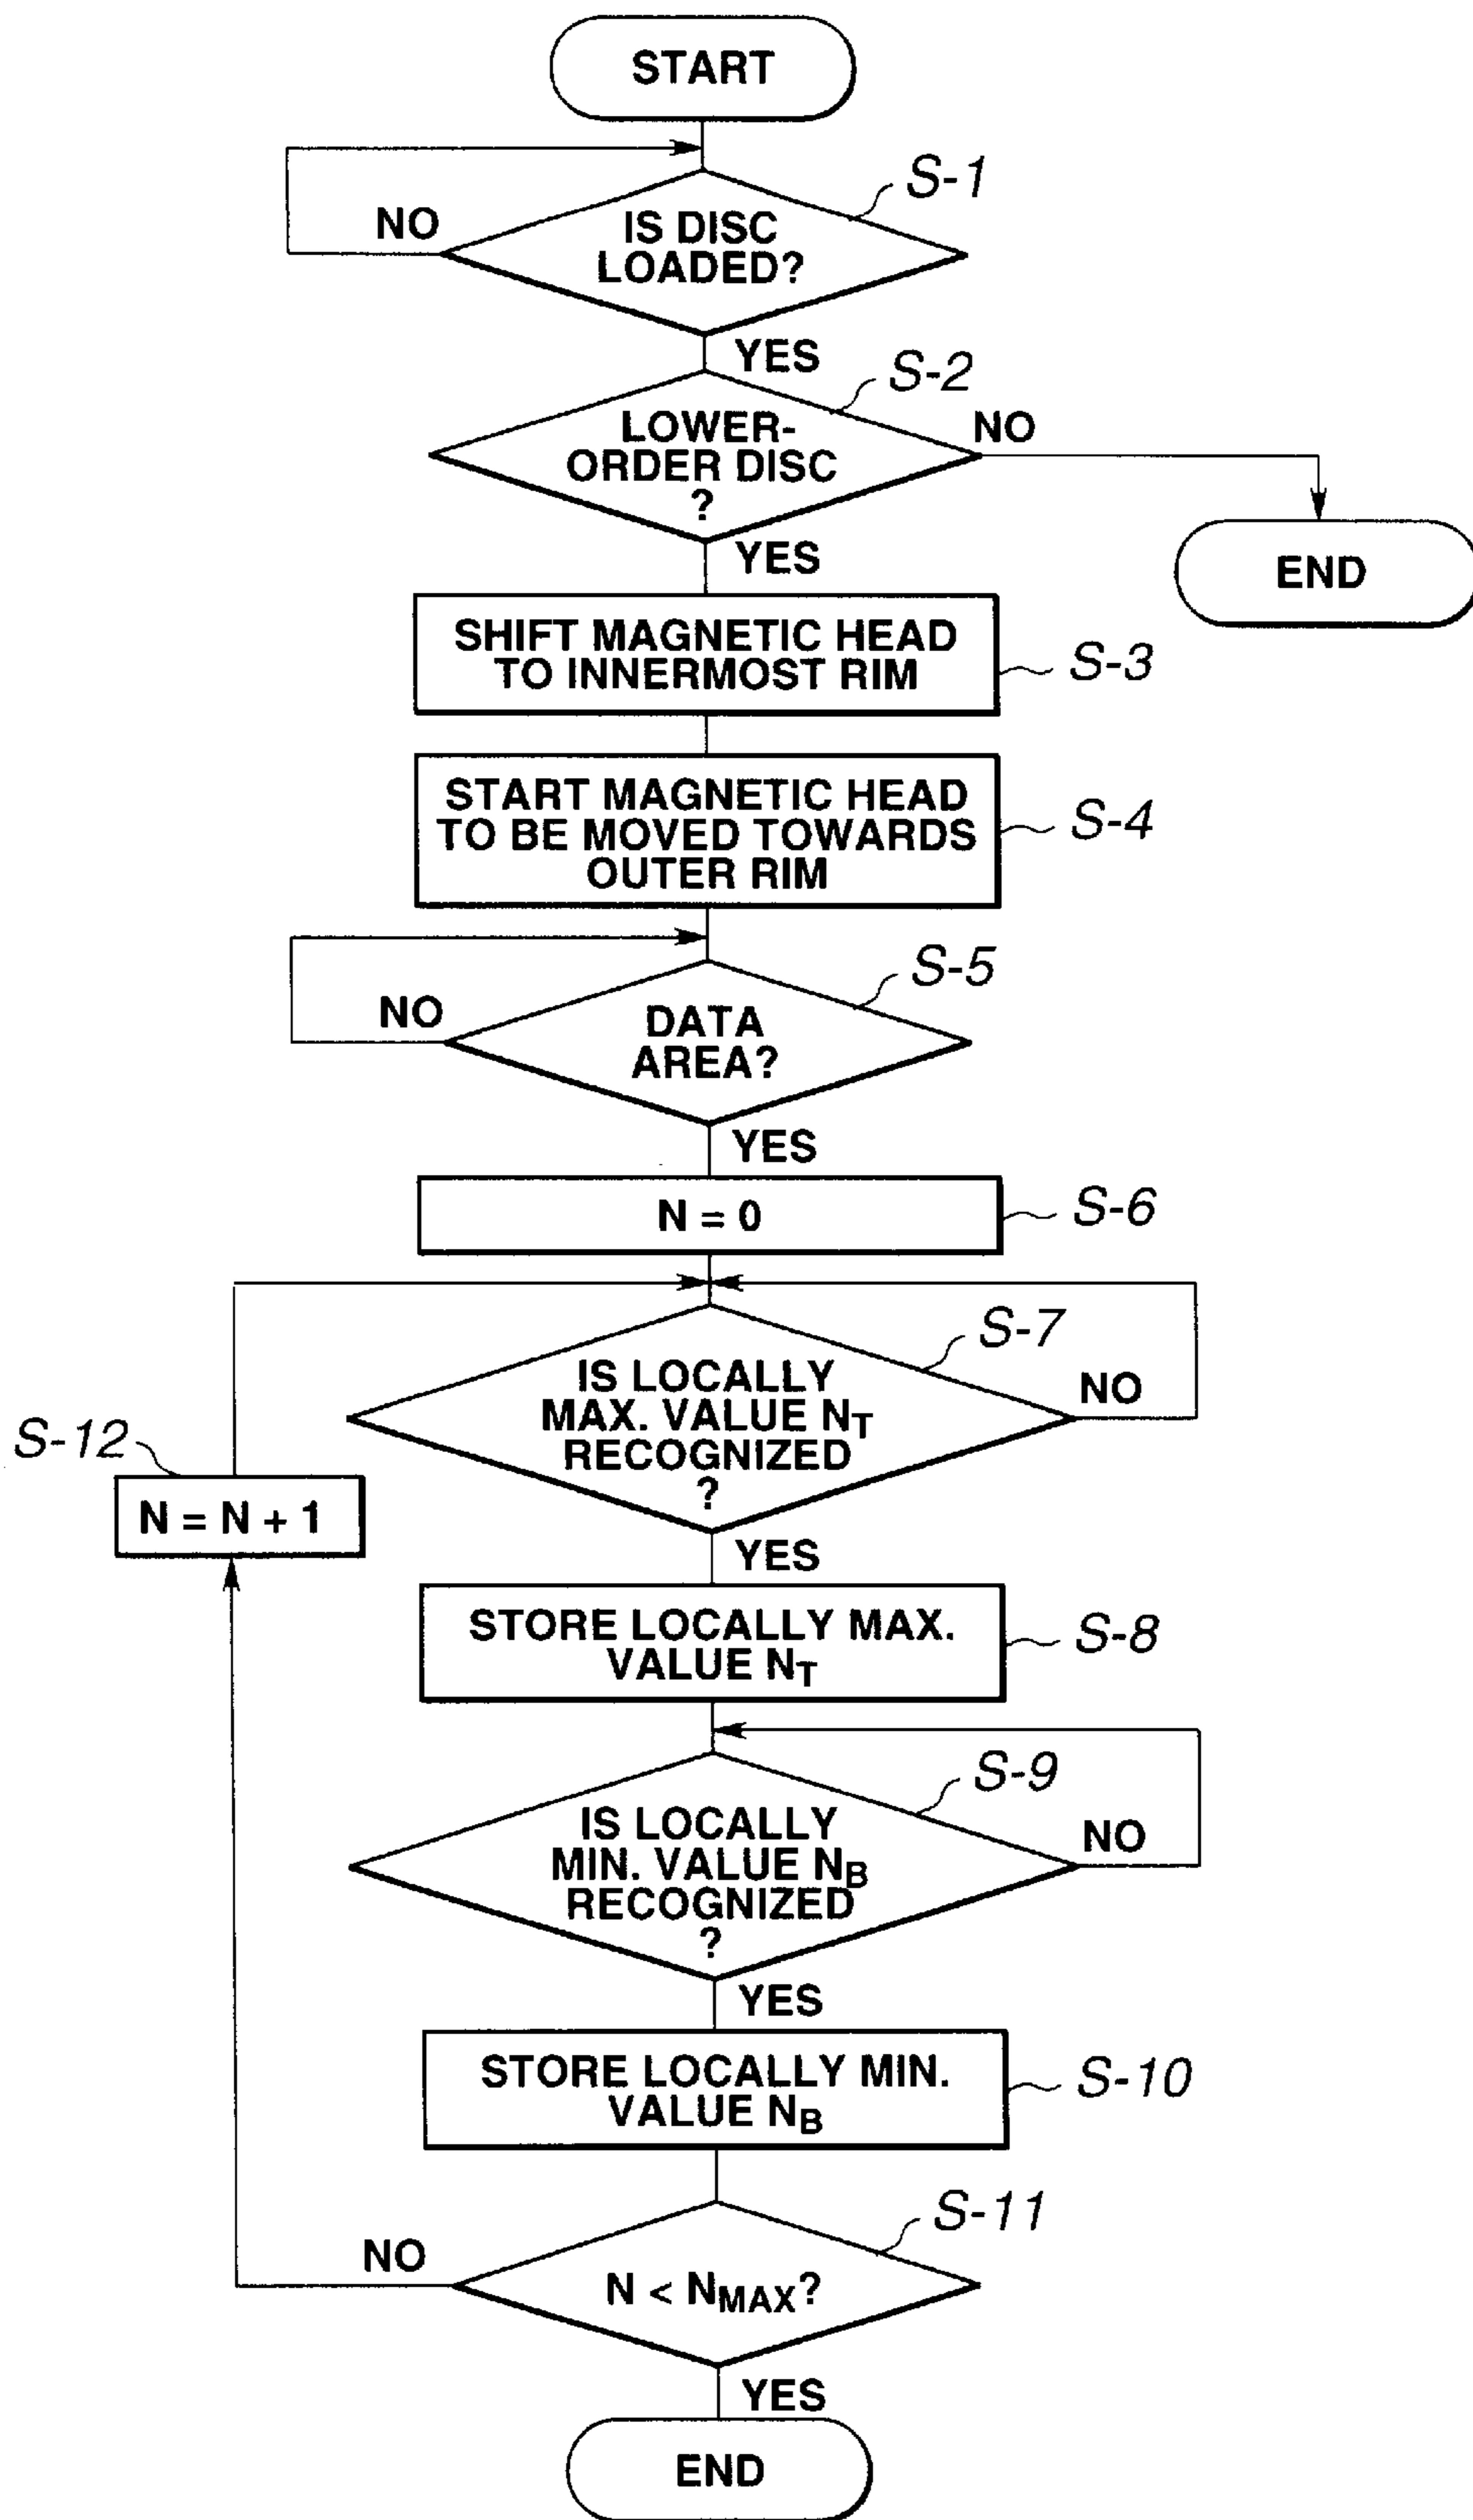 START
S-1
NO
IS DISC
LOADED?
YES
S-2
LOWER-
ORDER DISC
?
NO
YES
END
SHIFT MAGNETIC HEAD
TO INNERMOST RIM
S-3
START MAGNETIC HEAD
TO BE MOVED TOWARDS
OUTER RIM
S-4
S-5
NO
DATA
AREA?
YES
N = 0
S-6
S-7
IS LOCALLY
MAX. VALUE NT
RECOGNIZED
?
NO
S-12
N = N + 1
YES
STORE LOCALLY MAX.
VALUE NT
S-8
S-9
IS LOCALLY
MIN. VALUE NB
RECOGNIZED
?
NO
YES
STORE LOCALLY MIN.
VALUE NB
S-10
S-11
NO
N < NMAX?
YES
END